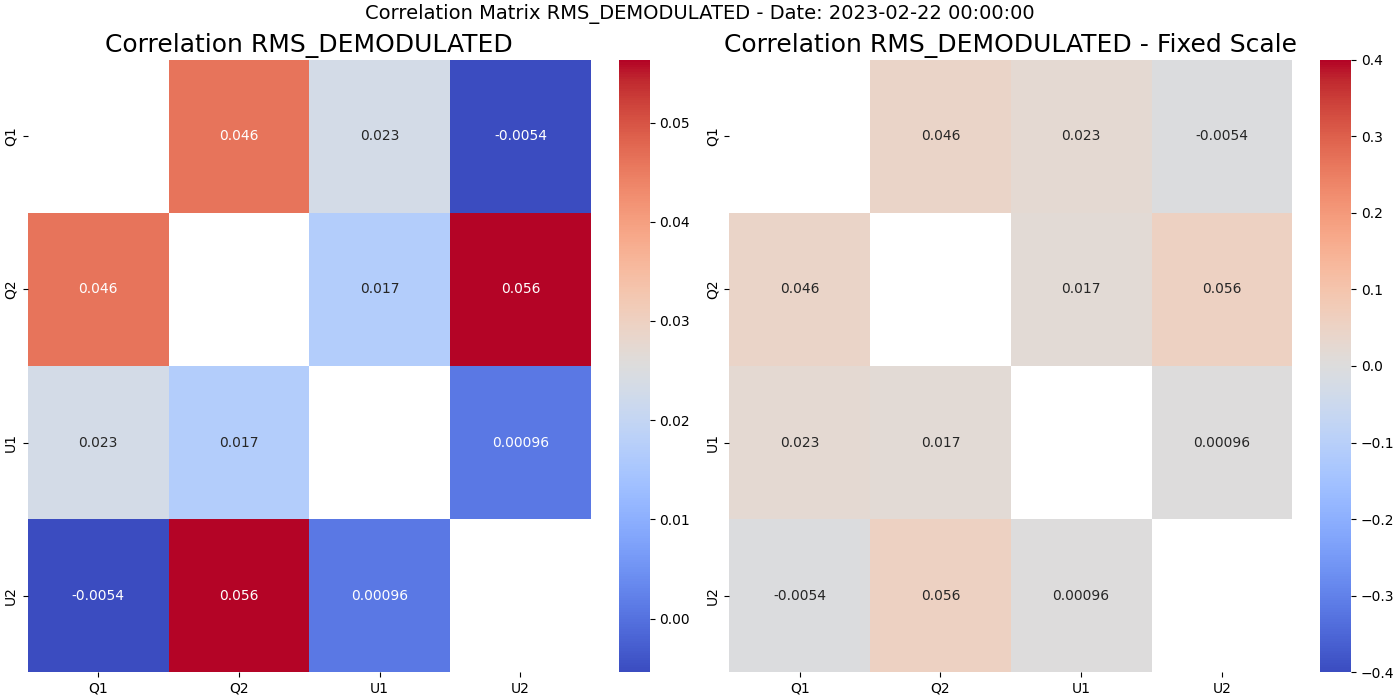 Correlation Matrix RMS_DEMODULATED - Date: 2023-02-22 00:00:00
Correlation RMS_DEMODULATED
Q1
0.046
0.023
-0.0054
Q2
0.046
0.017
0.056
U1
0.023
0.017
0.00096
U2
-0.0054
0.056
0.00096
Q1
Q2
U1
U2
0.05
0.04
0.03
0.02
0.01
0.00
Correlation RMS_DEMODULATED - Fixed Scale
Q1
0.046
0.023
-0.0054
Q2
0.046
0.017
0.056
U1
0.023
0.017
0.00096
U2
-0.0054
0.056
0.00096
Q1
Q2
U1
U2
0.4
0.3
0.2
0.1
0.0
−0.1
−0.2
−0.3
−0.4